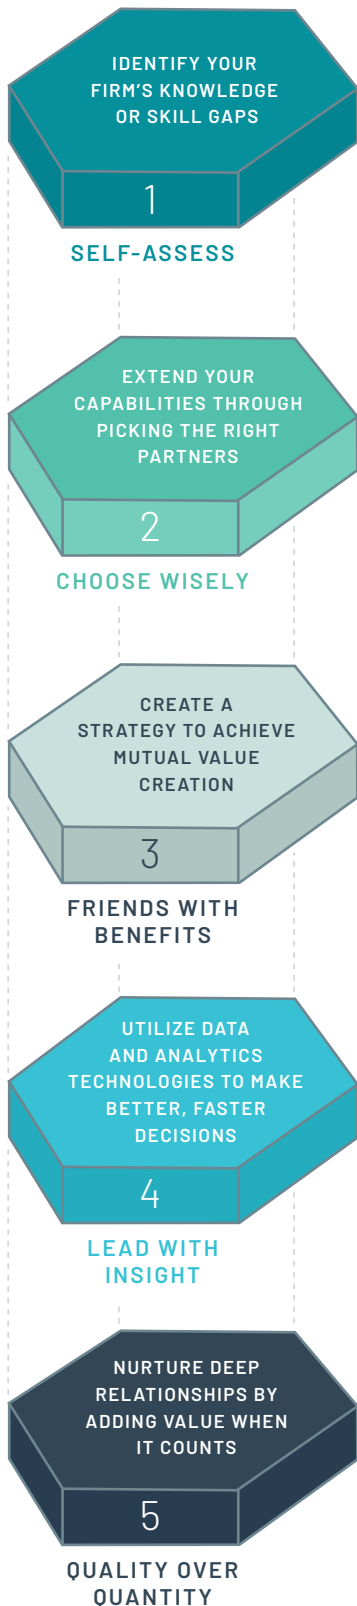 IDENTIFY YOUR
FIRM’S KNOWLEDGE
OR SKILL GAPS
1
SELF-ASSESS
EXTEND YOUR
CAPABILITIES THROUGH
PICKING THE RIGHT
PARTNERS
2
CHOOSE WISELY
CREATE A
STRATEGY TO ACHIEVE
MUTUAL VALUE
CREATION
3
FRIENDS WITH
BENEFITS
UTILIZE DATA
AND ANALYTICS
TECHNOLOGIES TO MAKE
BETTER, FASTER
DECISIONS
4
LEAD WITH
INSIGHT
NURTURE DEEP
RELATIONSHIPS BY
ADDING VALUE WHEN
IT COUNTS
5
QUALITY OVER
QUANTITY